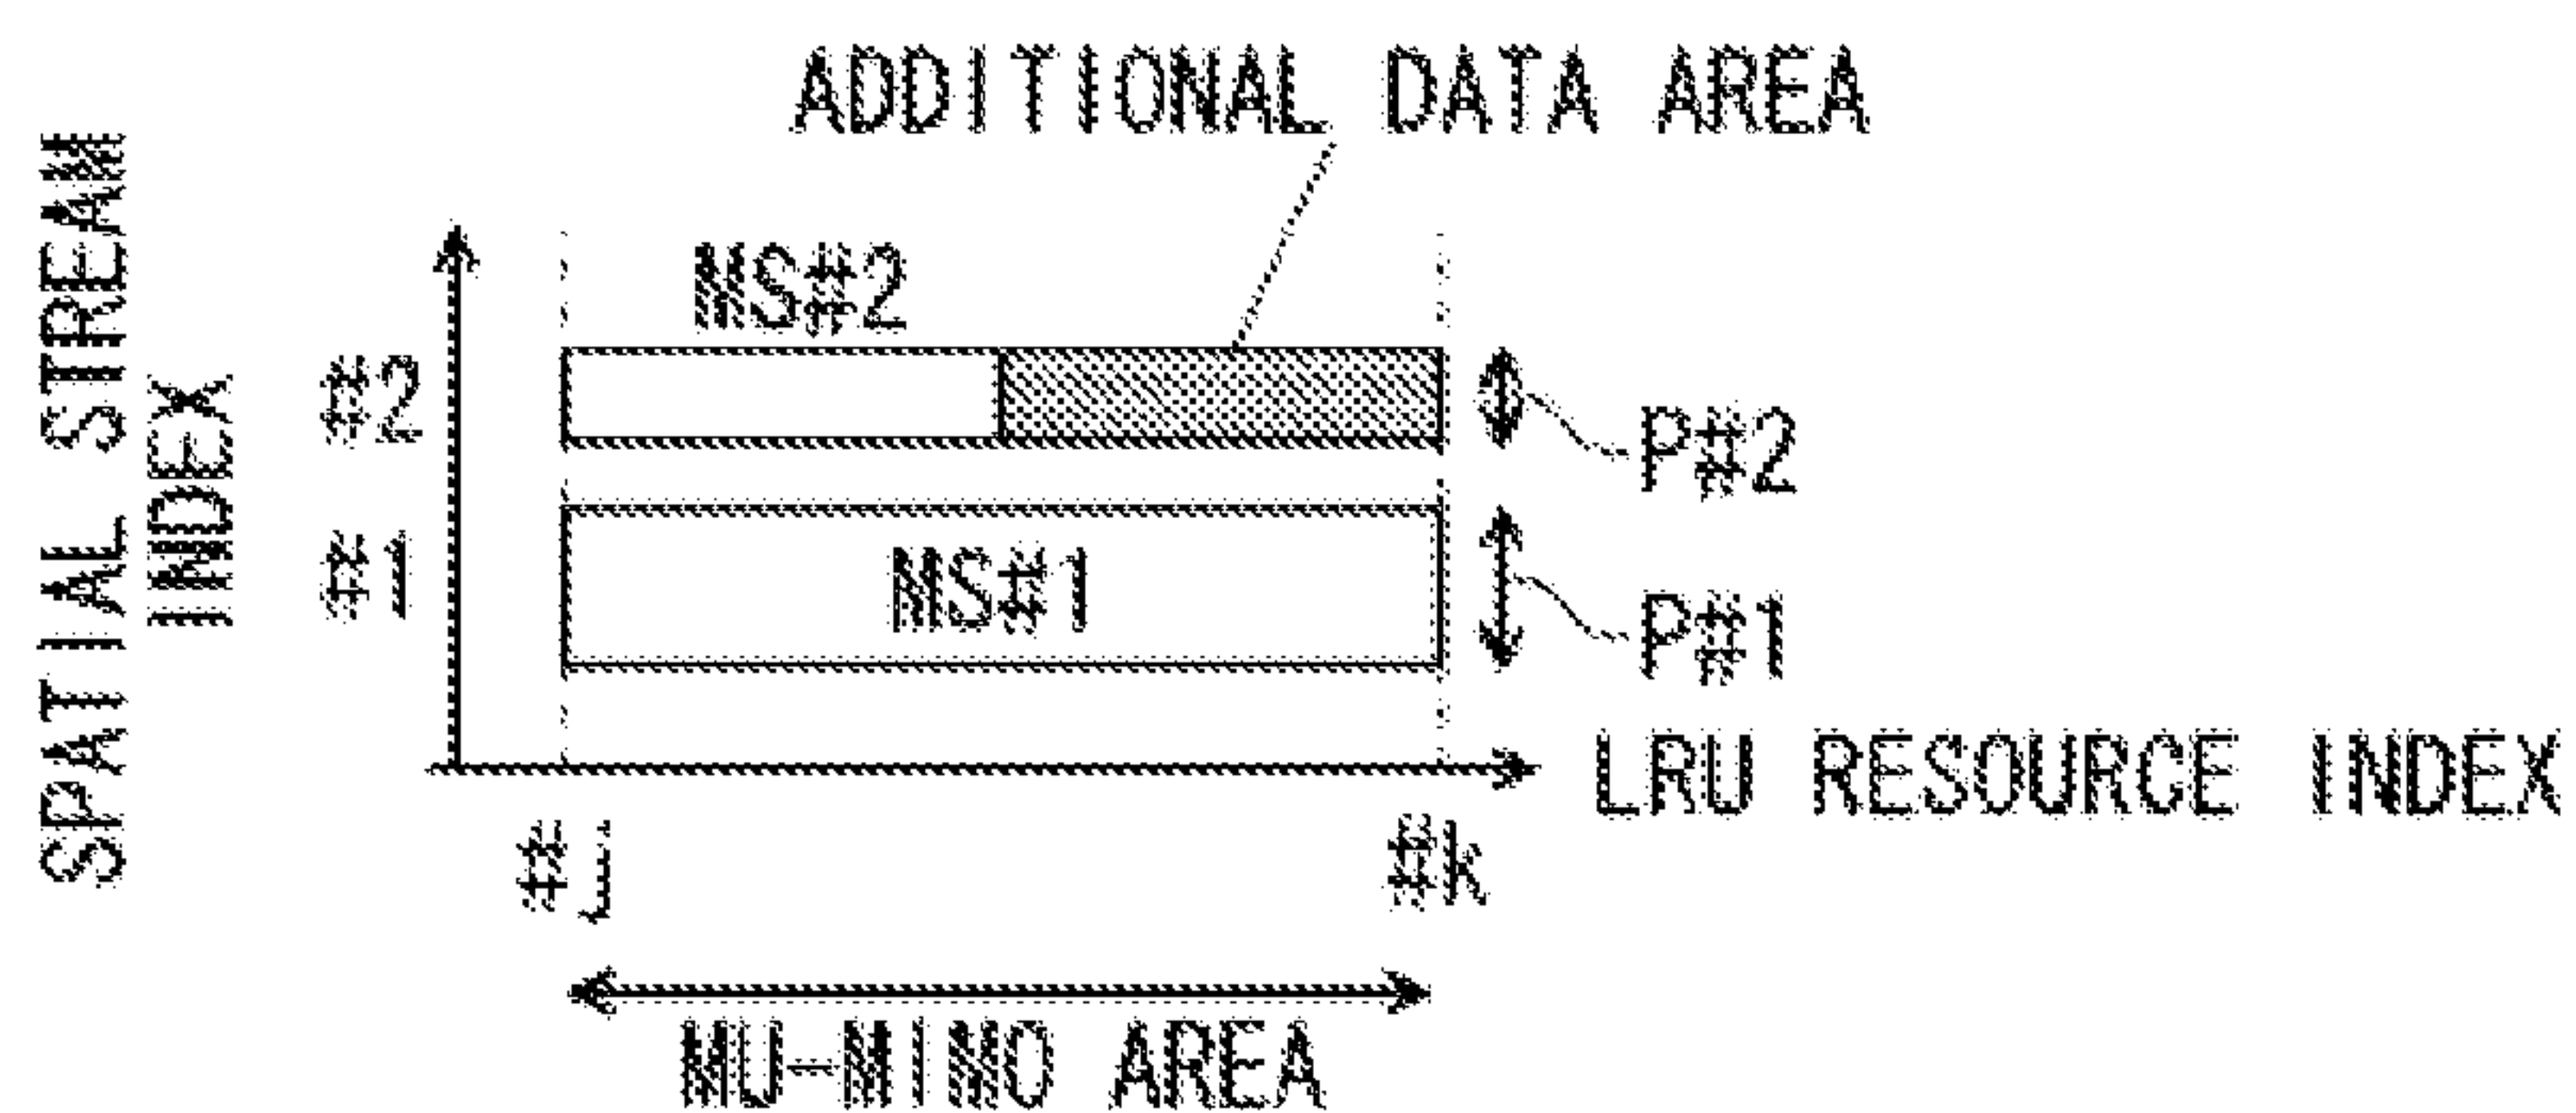 ADDITIONAL DATA AREA
SPATIAL STREAM
INDEX
MS#2
#2
P#2
#1
MS#1
P#1
LRU RESOURCE INDEX
#j
#k
MU-MIMO AREA